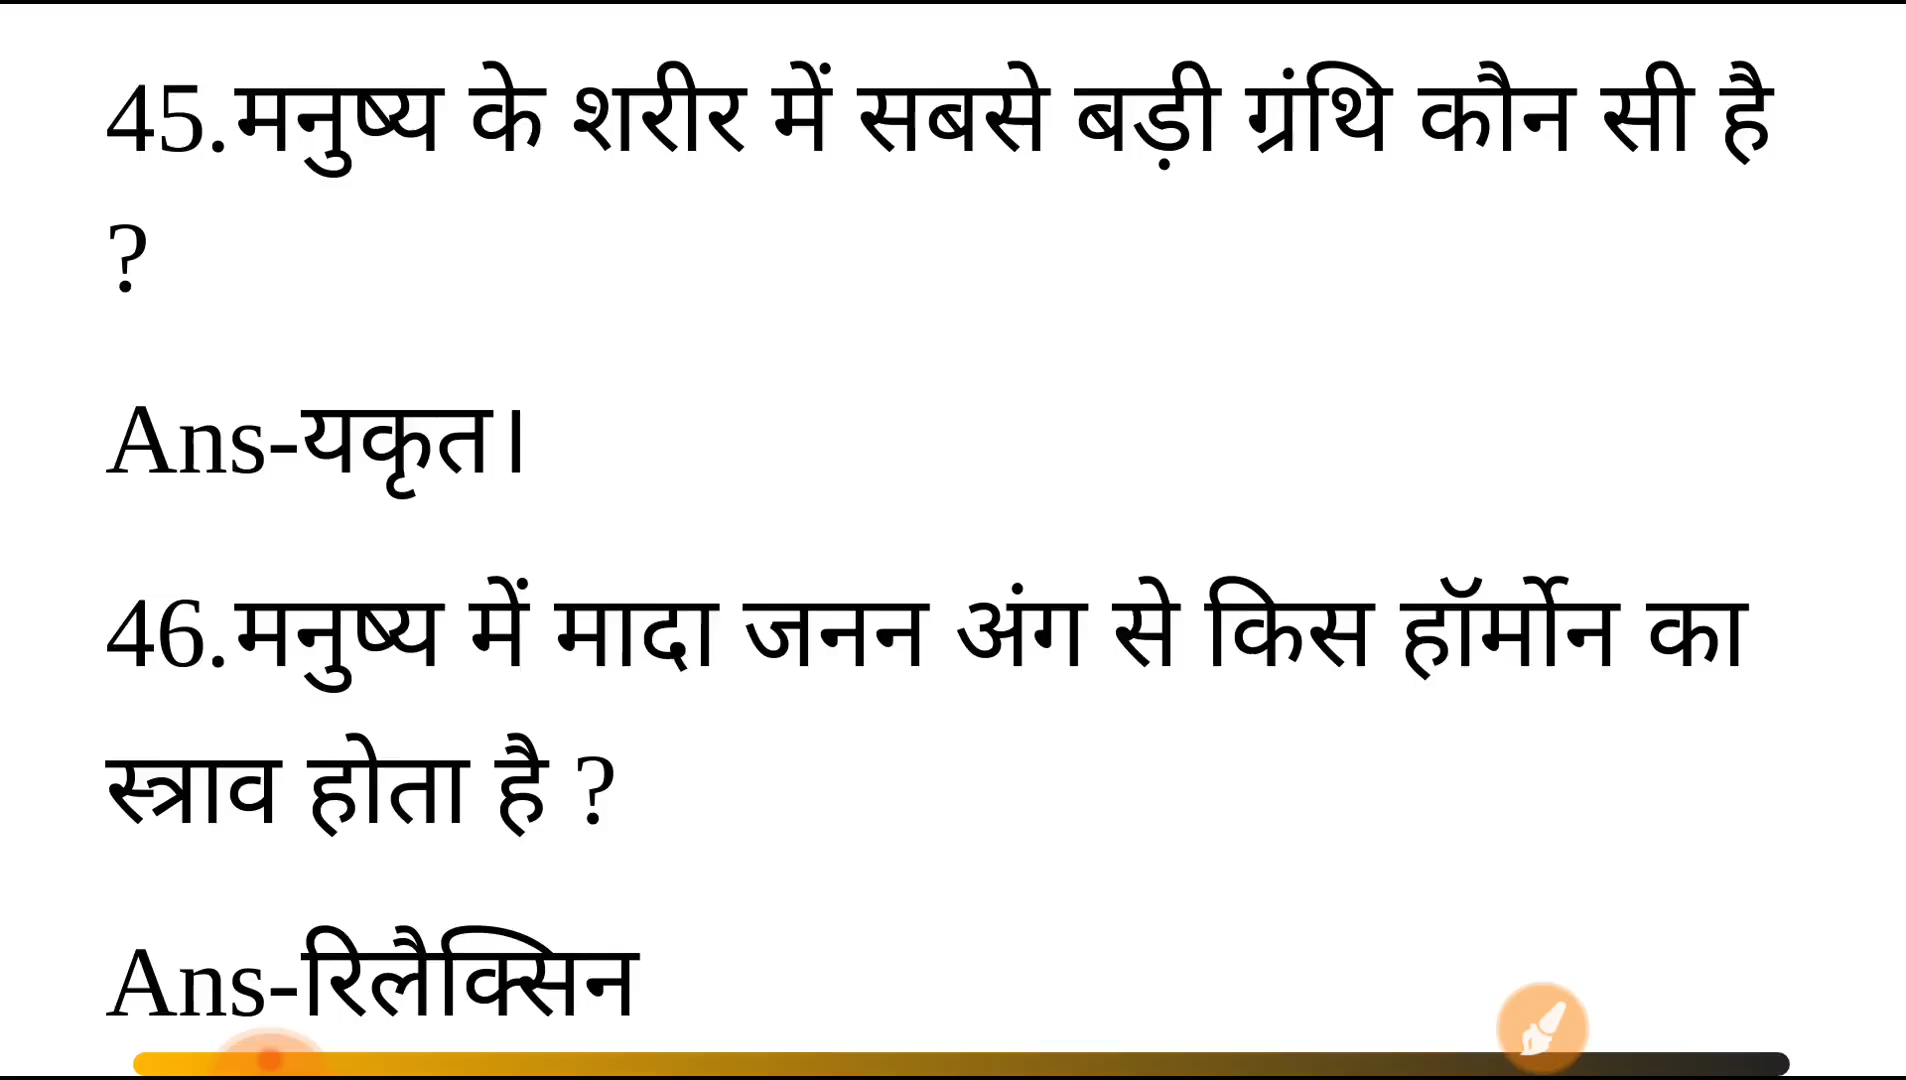 45.मनुष्य के शरीर में सबसे बड़ी ग्रंथि कौन सी है
?
Ans-यकृत।
46.मनुष्य में मादा जनन अंग से किस हॉर्मोन का
स्त्राव होता है ?
Ans-रिलैक्सिन